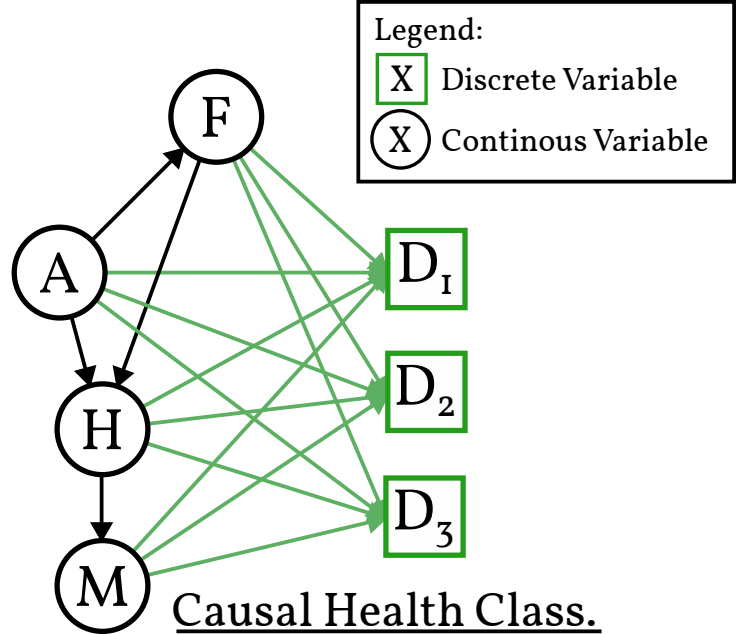 Legend:
X Discrete Variable
X Continous Variable
F
A
D₁
D₂
H
D₃
M
Causal Health Class.